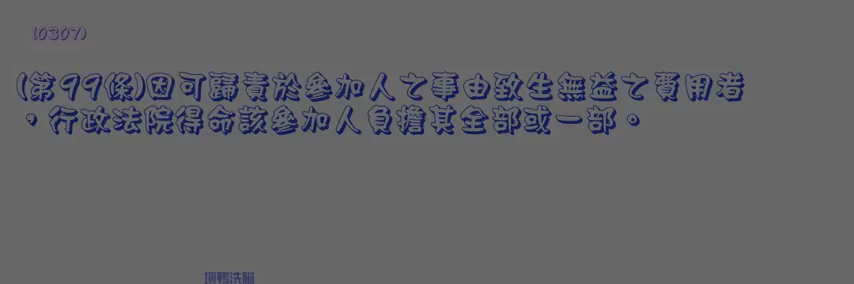 (0307)
(第99條)因可歸責於參加人之事由致生無益之費用者
，行政法院得命該參加人負擔其全部或一部。